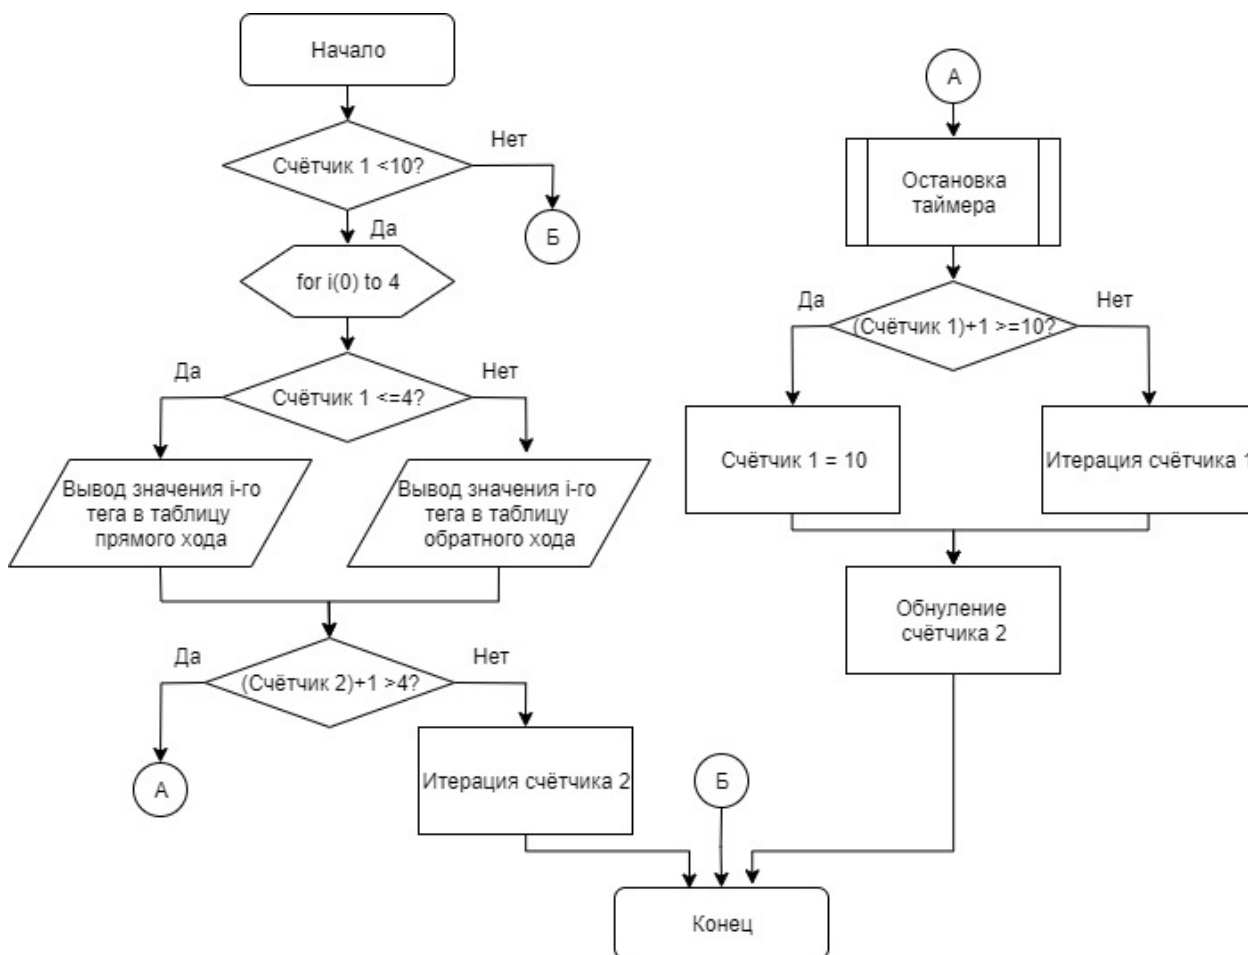 Начало
Счётчик 1 <10?
Нет
Да
Б
for i(0) to 4
Счётчик 1 <=4?
Да
Нет
Вывод значения i-го
тега в таблицу
прямого хода
Вывод значения i-го
тега в таблицу
обратного хода
(Счётчик 2)+1 >4?
Да
Нет
А
Итерация счётчика 2
А
Остановка
таймера
(Счётчик 1)+1 >=10?
Да
Нет
Счётчик 1 = 10
Итерация счётчика 1
Обнуление
счётчика 2
Б
Конец